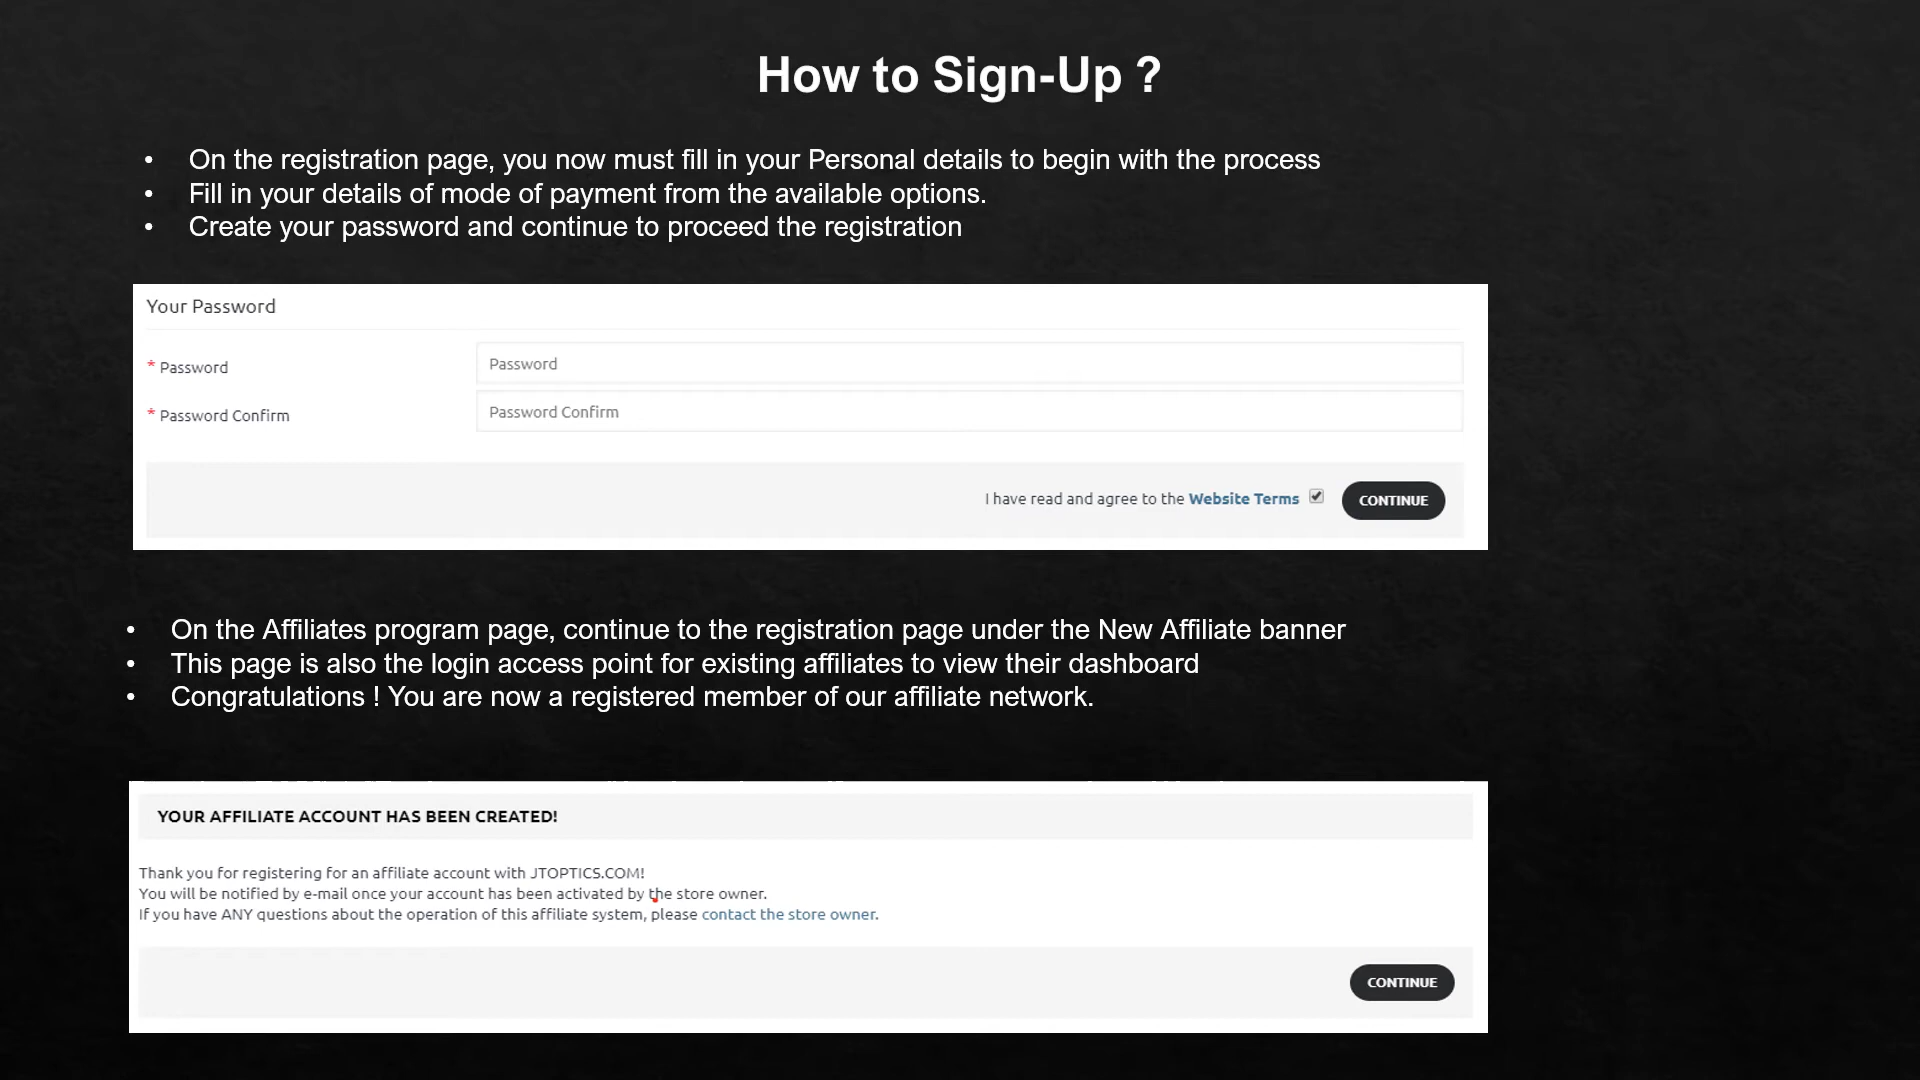 How to Sign-Up ?
• On the registration page, you now must fill in your Personal details to begin with the process
• Fill in your details of mode of payment from the available options.
• Create your password and continue to proceed the registration
Your Password
* Password
Password
* Password Confirm
Password Confirm
I have read and agree to the Website Terms
CONTINUE
• On the Affiliates program page, continue to the registration page under the New Affiliate banner
• This page is also the login access point for existing affiliates to view their dashboard
• Congratulations ! You are now a registered member of our affiliate network.
YOUR AFFILIATE ACCOUNT HAS BEEN CREATED!
Thank you for registering for an affiliate account with JTOPTICS.COM!
You will be notified by e-mail once your account has been activated by the store owner.
If you have ANY questions about the operation of this affiliate system, please contact the store owner.
CONTINUE